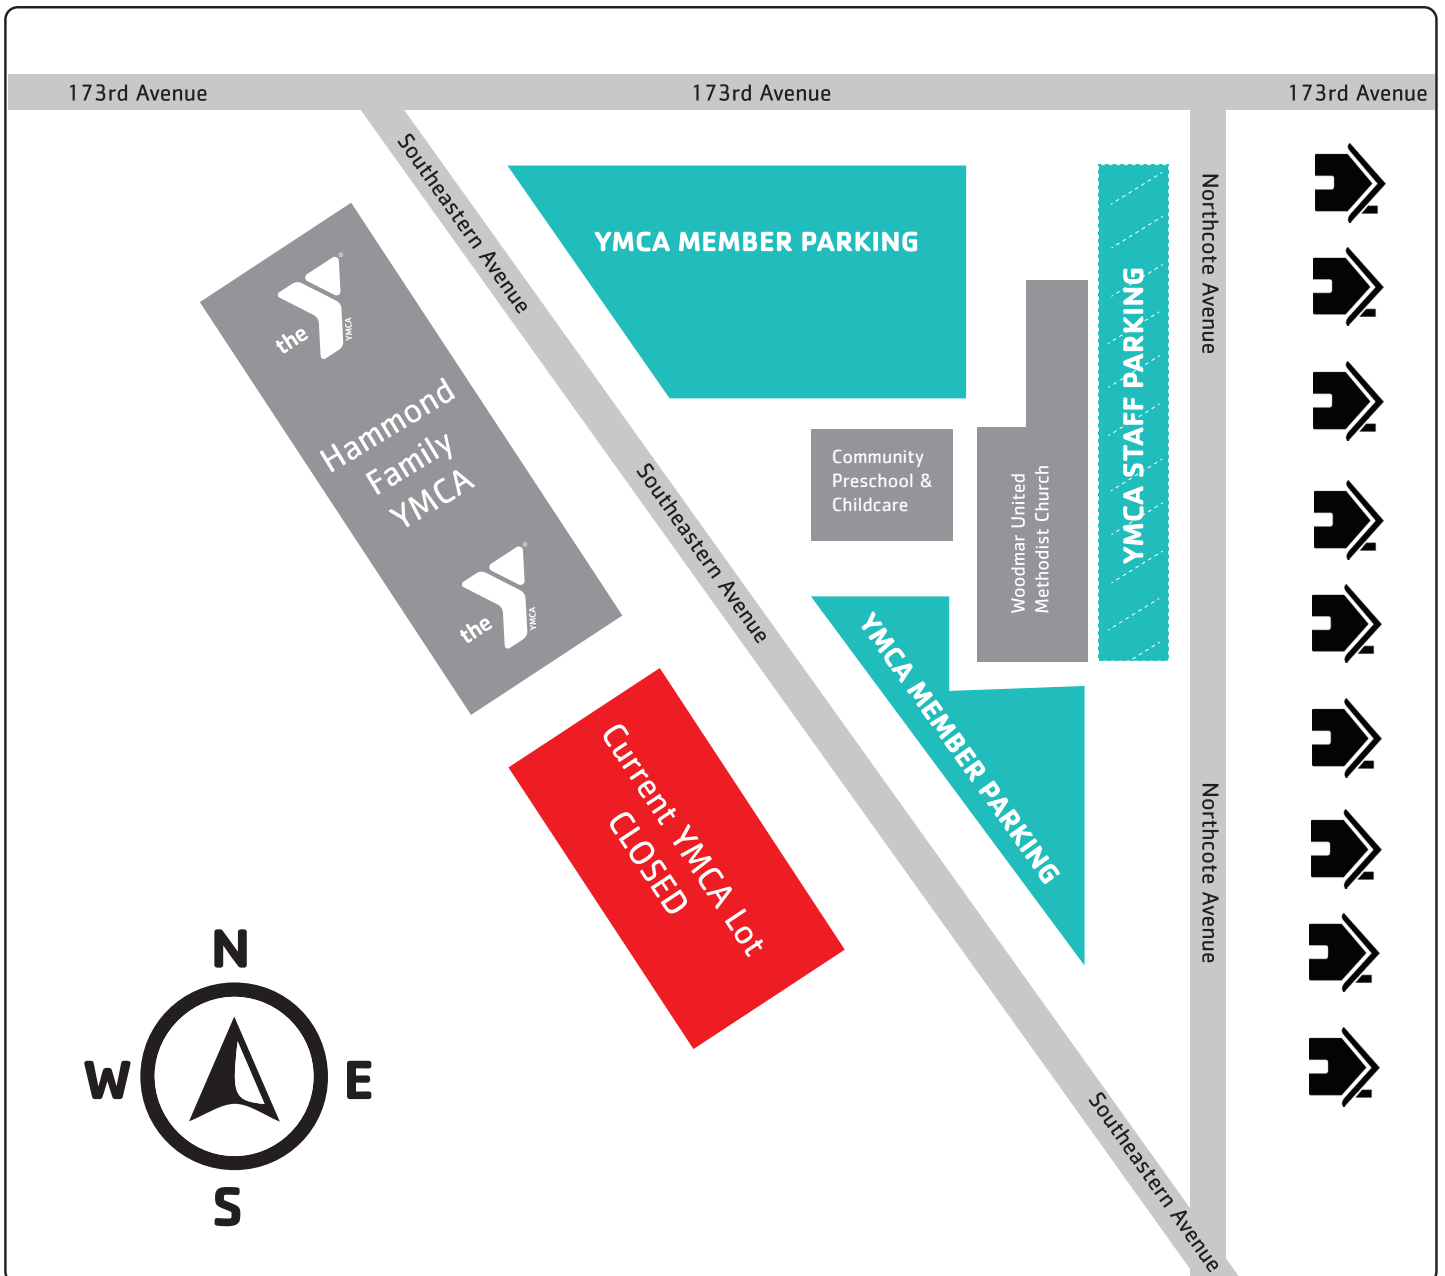 173rd Avenue
173rd Avenue
173rd Avenue
Southeastern Avenue
YMCA MEMBER PARKING
Northcote Avenue
the
YMCA
®
Hammond
Family
YMCA
the
YMCA
®
Southeastern Avenue
Community
Preschool &
Childcare
Woodmar United
Methodist Church
YMCA STAFF PARKING
YMCA MEMBER PARKING
Current YMCA Lot
CLOSED
Northcote Avenue
N
W
E
S
Southeastern Avenue